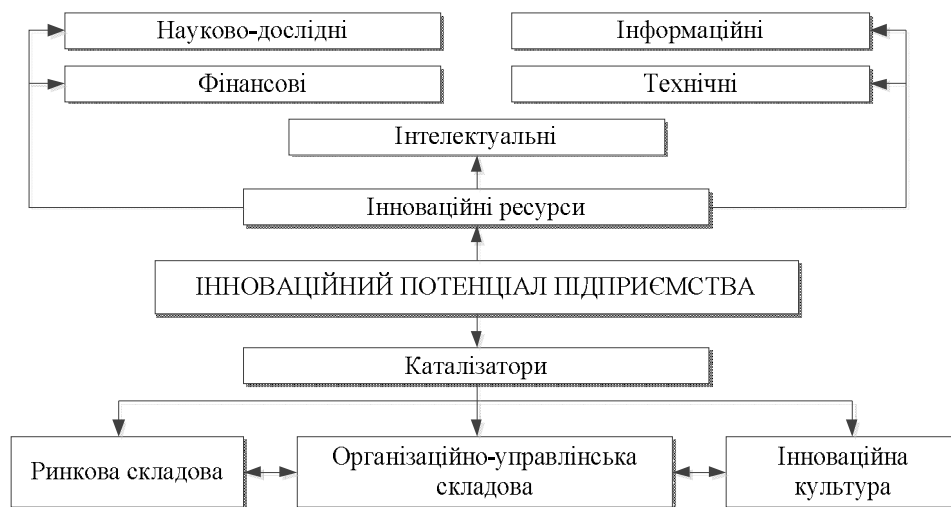 Науково-дослідні
Інформаційні
Фінансові
Технічні
Інтелектуальні
Інноваційні ресурси
ІННОВАЦІЙНИЙ ПОТЕНЦІАЛ ПІДПРИЄМСТВА
Каталізатори
Ринкова складова
Організаційно-управлінська
складова
Інноваційна
культура